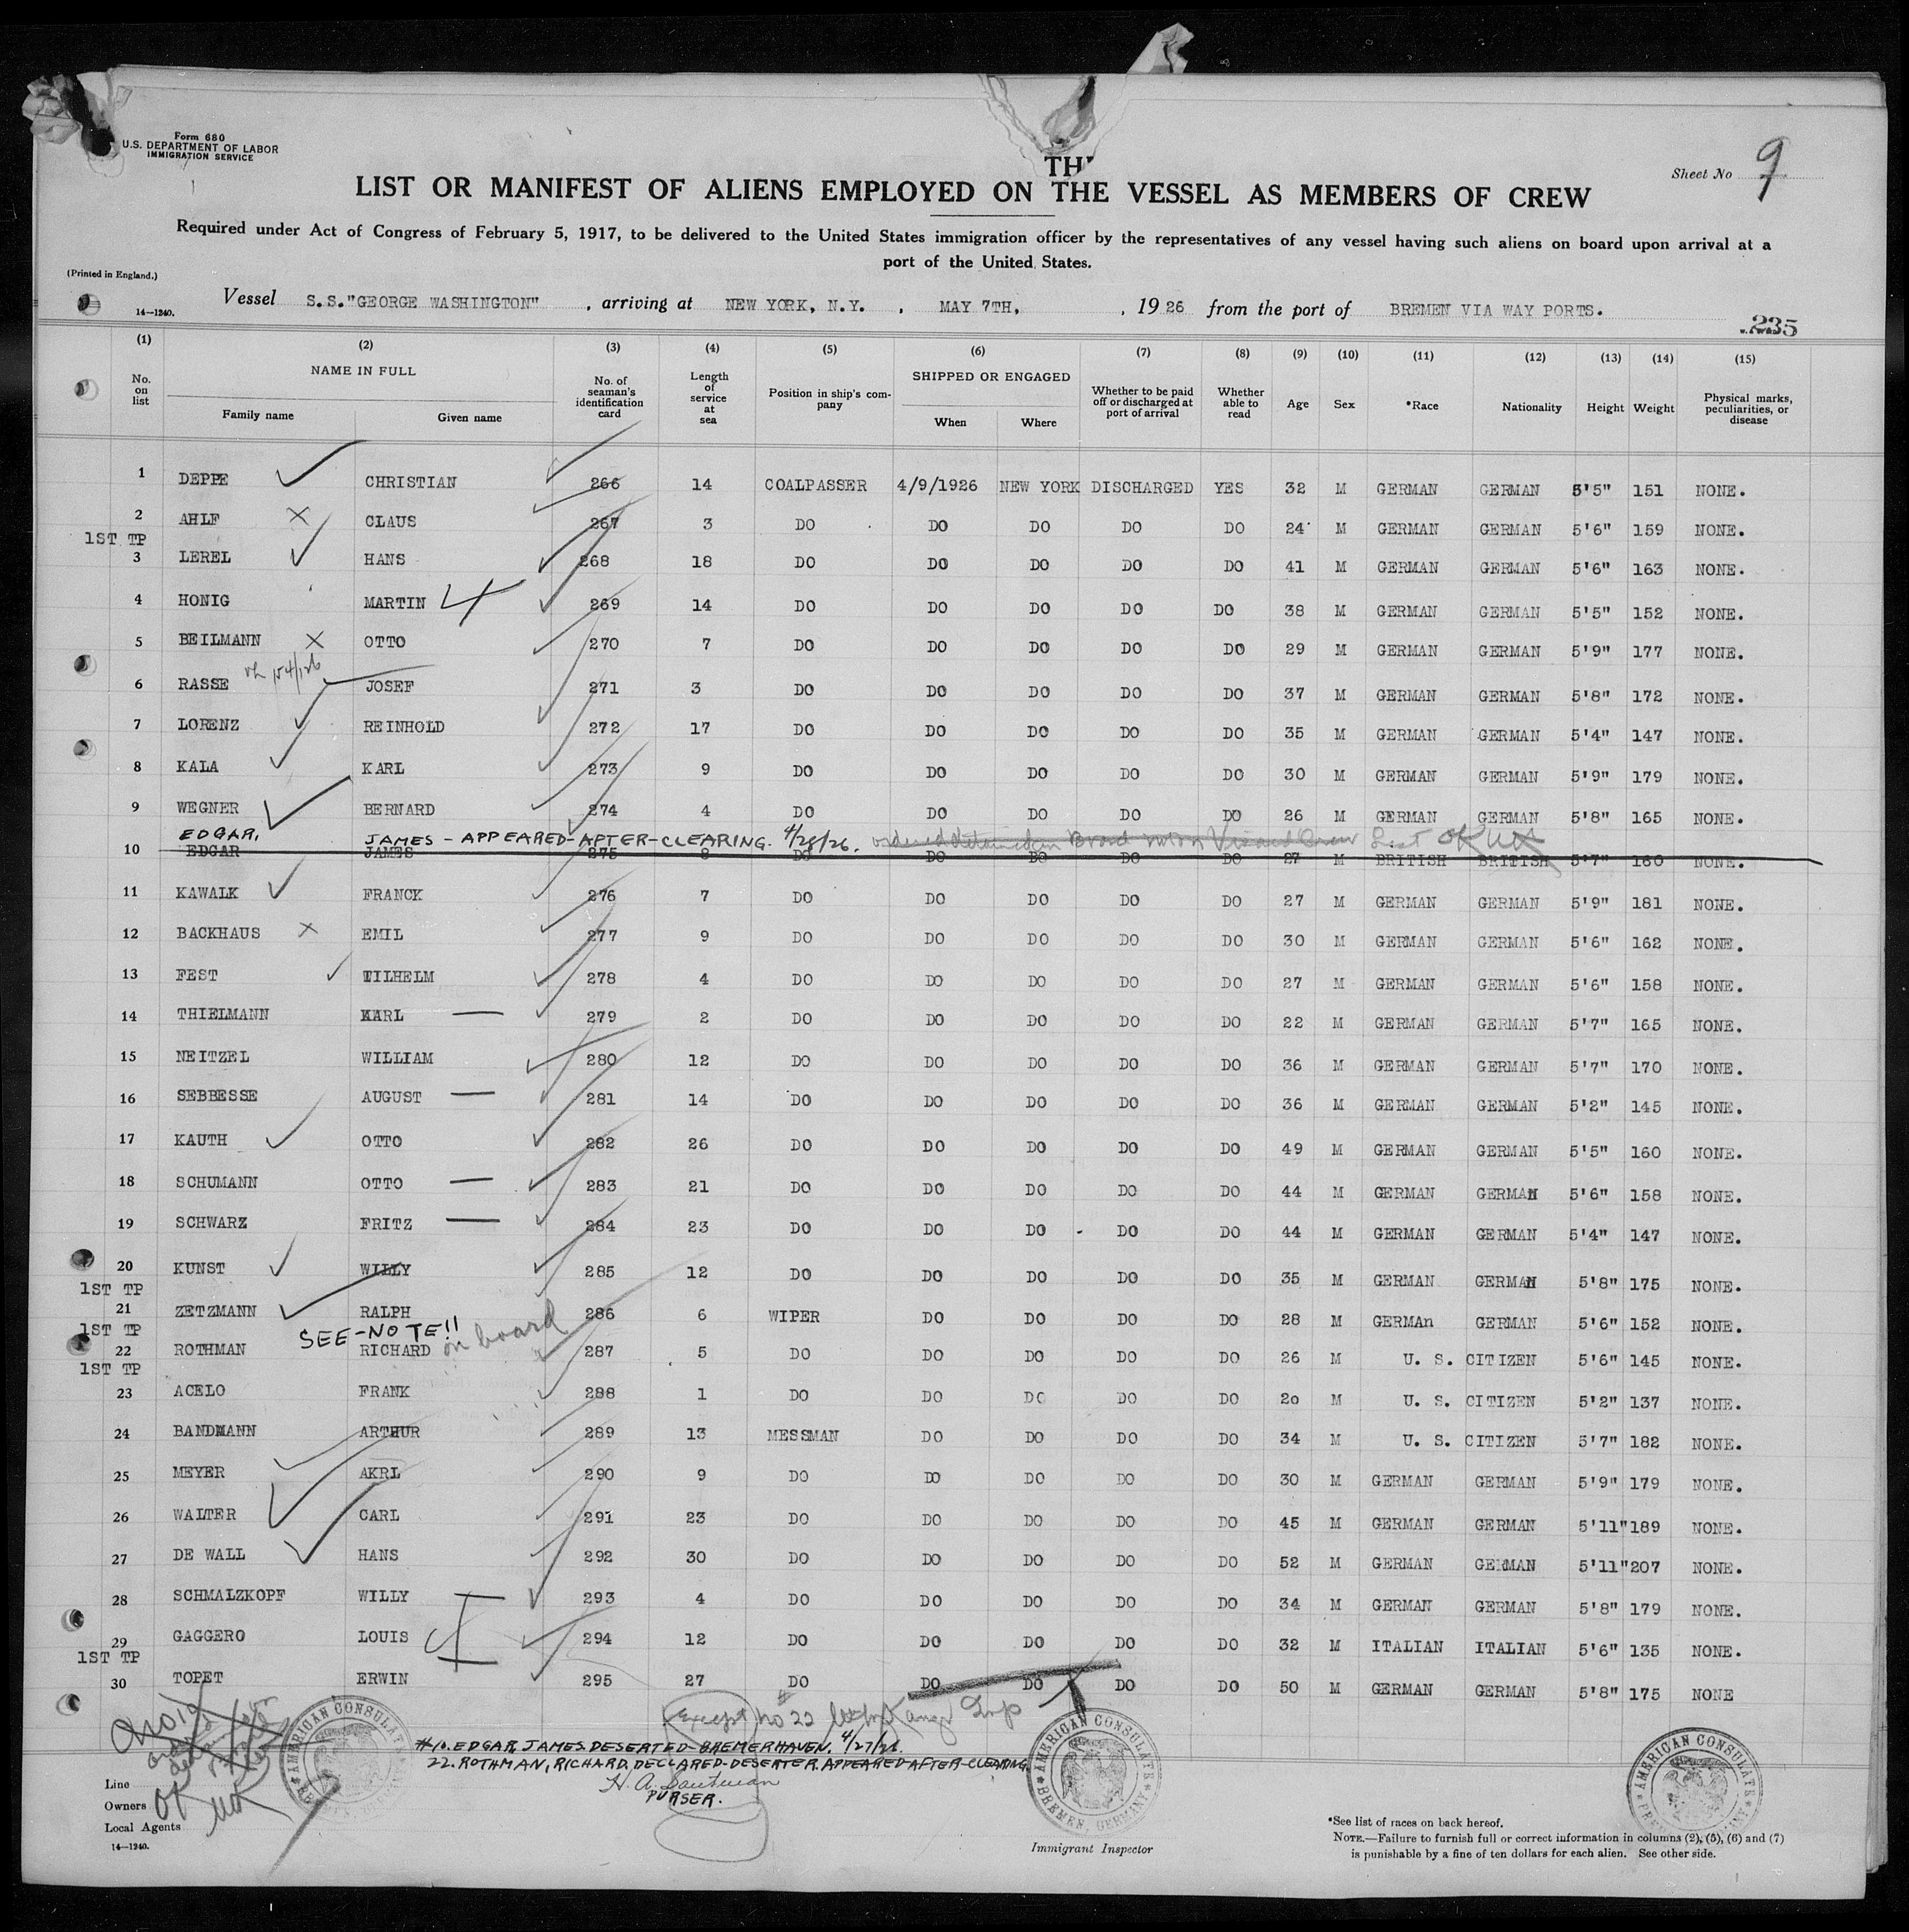 Form 680
U.S. DEPARTMENT OF LABOR
IMMIGRATION SERVICE
TH
Sheet No 9
LIST OR MANIFEST OF ALIENS EMPLOYED ON THE VESSEL AS MEMBERS OF CREW
Required under Act of Congress of February 5, 1917, to be delivered to the United States immigration officer by the representatives of any vessel having such aliens on board upon arrival at a
port of the United States.
(Printed in England.)
14—1240.
Vessel S.S."GEORGE WASHINGTON" , arriving at NEW YORK, N.Y. , MAY 7TH, , 1926 from the port of BREMEN VIA WAY PORTS.
235
(1) (2) (3) (4) (5) (6) (7) (8) (9) (10) (11) (12) (13) (14) (15)
No. on list NAME IN FULL Family name Given name No. of seaman's identification card Length of service at sea Position in ship's company SHIPPED OR ENGAGED When Where Whether to be paid off or discharged at port of arrival Whether able to read Age Sex *Race Nationality Height Weight Physical marks, peculiarities, or disease
1 DEPPE CHRISTIAN 266 14 COALPASSER 4/9/1926 NEW YORK DISCHARGED YES 32 M GERMAN GERMAN 5'5" 151 NONE.
2 AHLF CLAUS 267 3 DO DO DO DO DO 24 M GERMAN GERMAN 5'6" 159 NONE.
1ST TP
3 LEREL HANS 268 18 DO DO DO DO DO 41 M GERMAN GERMAN 5'6" 163 NONE.
4 HONIG MARTIN 269 14 DO DO DO DO DO 38 M GERMAN GERMAN 5'5" 152 NONE.
5 BEILMANN OTTO 270 7 DO DO DO DO DO 29 M GERMAN GERMAN 5'9" 177 NONE.
6 RASSE JOSEF 271 3 DO DO DO DO DO 37 M GERMAN GERMAN 5'8" 172 NONE.
7 LORENZ REINHOLD 272 17 DO DO DO DO DO 35 M GERMAN GERMAN 5'4" 147 NONE.
8 KALA KARL 273 9 DO DO DO DO DO 30 M GERMAN GERMAN 5'9" 179 NONE.
9 WEGNER BERNARD 274 4 DO DO DO DO DO 26 M GERMAN GERMAN 5'8" 165 NONE.
EDGAR, JAMES – APPEARED – AFTER – CLEARING. 4/28/26.
10 EDGAR JAMES 275 8 DO DO DO DO DO 27 M BRITISH BRITISH 5'7" 160 NONE.
11 KAWALK FRANCK 276 7 DO DO DO DO DO 27 M GERMAN GERMAN 5'9" 181 NONE.
12 BACKHAUS EMIL 277 9 DO DO DO DO DO 30 M GERMAN GERMAN 5'6" 162 NONE.
13 FEST WILHELM 278 4 DO DO DO DO DO 27 M GERMAN GERMAN 5'6" 158 NONE.
14 THIELMANN KARL 279 2 DO DO DO DO DO 22 M GERMAN GERMAN 5'7" 165 NONE.
15 NEITZEL WILLIAM 280 12 DO DO DO DO DO 36 M GERMAN GERMAN 5'7" 170 NONE.
16 SEBBESSE AUGUST 281 14 DO DO DO DO DO 36 M GERMAN GERMAN 5'2" 145 NONE.
17 KAUTH OTTO 282 26 DO DO DO DO DO 49 M GERMAN GERMAN 5'5" 160 NONE.
18 SCHUMANN OTTO 283 21 DO DO DO DO DO 44 M GERMAN GERMAN 5'6" 158 NONE.
19 SCHWARZ FRITZ 284 23 DO DO DO DO DO 44 M GERMAN GERMAN 5'4" 147 NONE.
20 KUNST WILLY 285 12 DO DO DO DO DO 35 M GERMAN GERMAN 5'8" 175 NONE.
1ST TP
21 ZETZMANN RALPH 286 6 WIPER DO DO DO DO 28 M GERMAn GERMAN 5'6" 152 NONE.
1ST TP SEE – NOTE!! on board
22 ROTHMAN RICHARD 287 5 DO DO DO DO DO 26 M U. S. CITIZEN 5'6" 145 NONE.
1ST TP
23 ACELO FRANK 288 1 DO DO DO DO DO 2o M U. S. CITIZEN 5'2" 137 NONE.
24 BANDMANN ARTHUR 289 13 MESSMAN DO DO DO DO 34 M U. S. CITIZEN 5'7" 182 NONE.
25 MEYER AKRL 290 9 DO DO DO DO DO 30 M GERMAN GERMAN 5'9" 179 NONE.
26 WALTER CARL 291 23 DO DO DO DO DO 45 M GERMAN GERMAN 5'11" 189 NONE.
27 DE WALL HANS 292 30 DO DO DO DO DO 52 M GERMAN GERMAN 5'11" 207 NONE.
28 SCHMALZKOPF WILLY 293 4 DO DO DO DO DO 34 M GERMAN GERMAN 5'8" 179 NONE.
29 GAGGERO LOUIS 294 12 DO DO DO DO DO 32 M ITALIAN ITALIAN 5'6" 135 NONE.
1ST TP
30 TOPET ERWIN 295 27 DO DO DO DO DO 50 M GERMAN GERMAN 5'8" 175 NONE
Except no 22
#10. EDGAR, JAMES. DESERTED – BREMERHAVEN. 4/27/26.
22. ROTHMAN, RICHARD, DECLARED – DESERTER. APPEARED – AFTER – CLEARING.
PURSER.
AMERICAN CONSULATE
AMERICAN CONSULATE BREMEN, GERMANY
AMERICAN CONSULATE
Line
Owners OK
Local Agents
14—1240.
Immigrant Inspector
*See list of races on back hereof.
NOTE.—Failure to furnish full or correct information in columns (2), (5), (6) and (7)
is punishable by a fine of ten dollars for each alien. See other side.